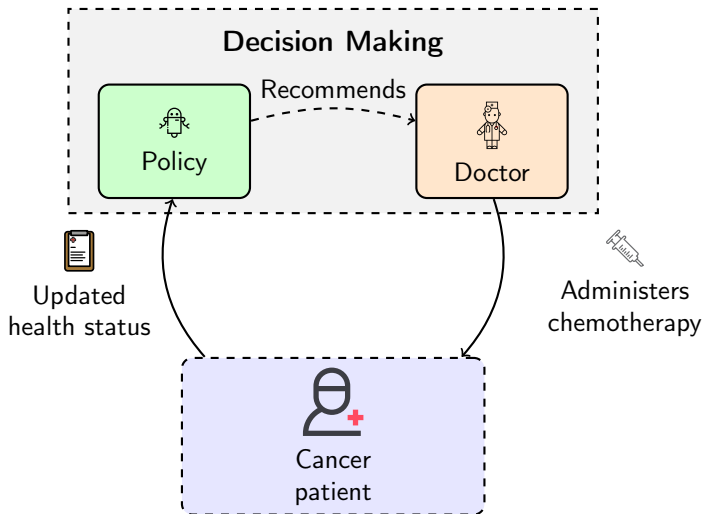 Decision Making
Recommends
Policy
Doctor
Updated
health status
Administers
chemotherapy
Cancer
patient